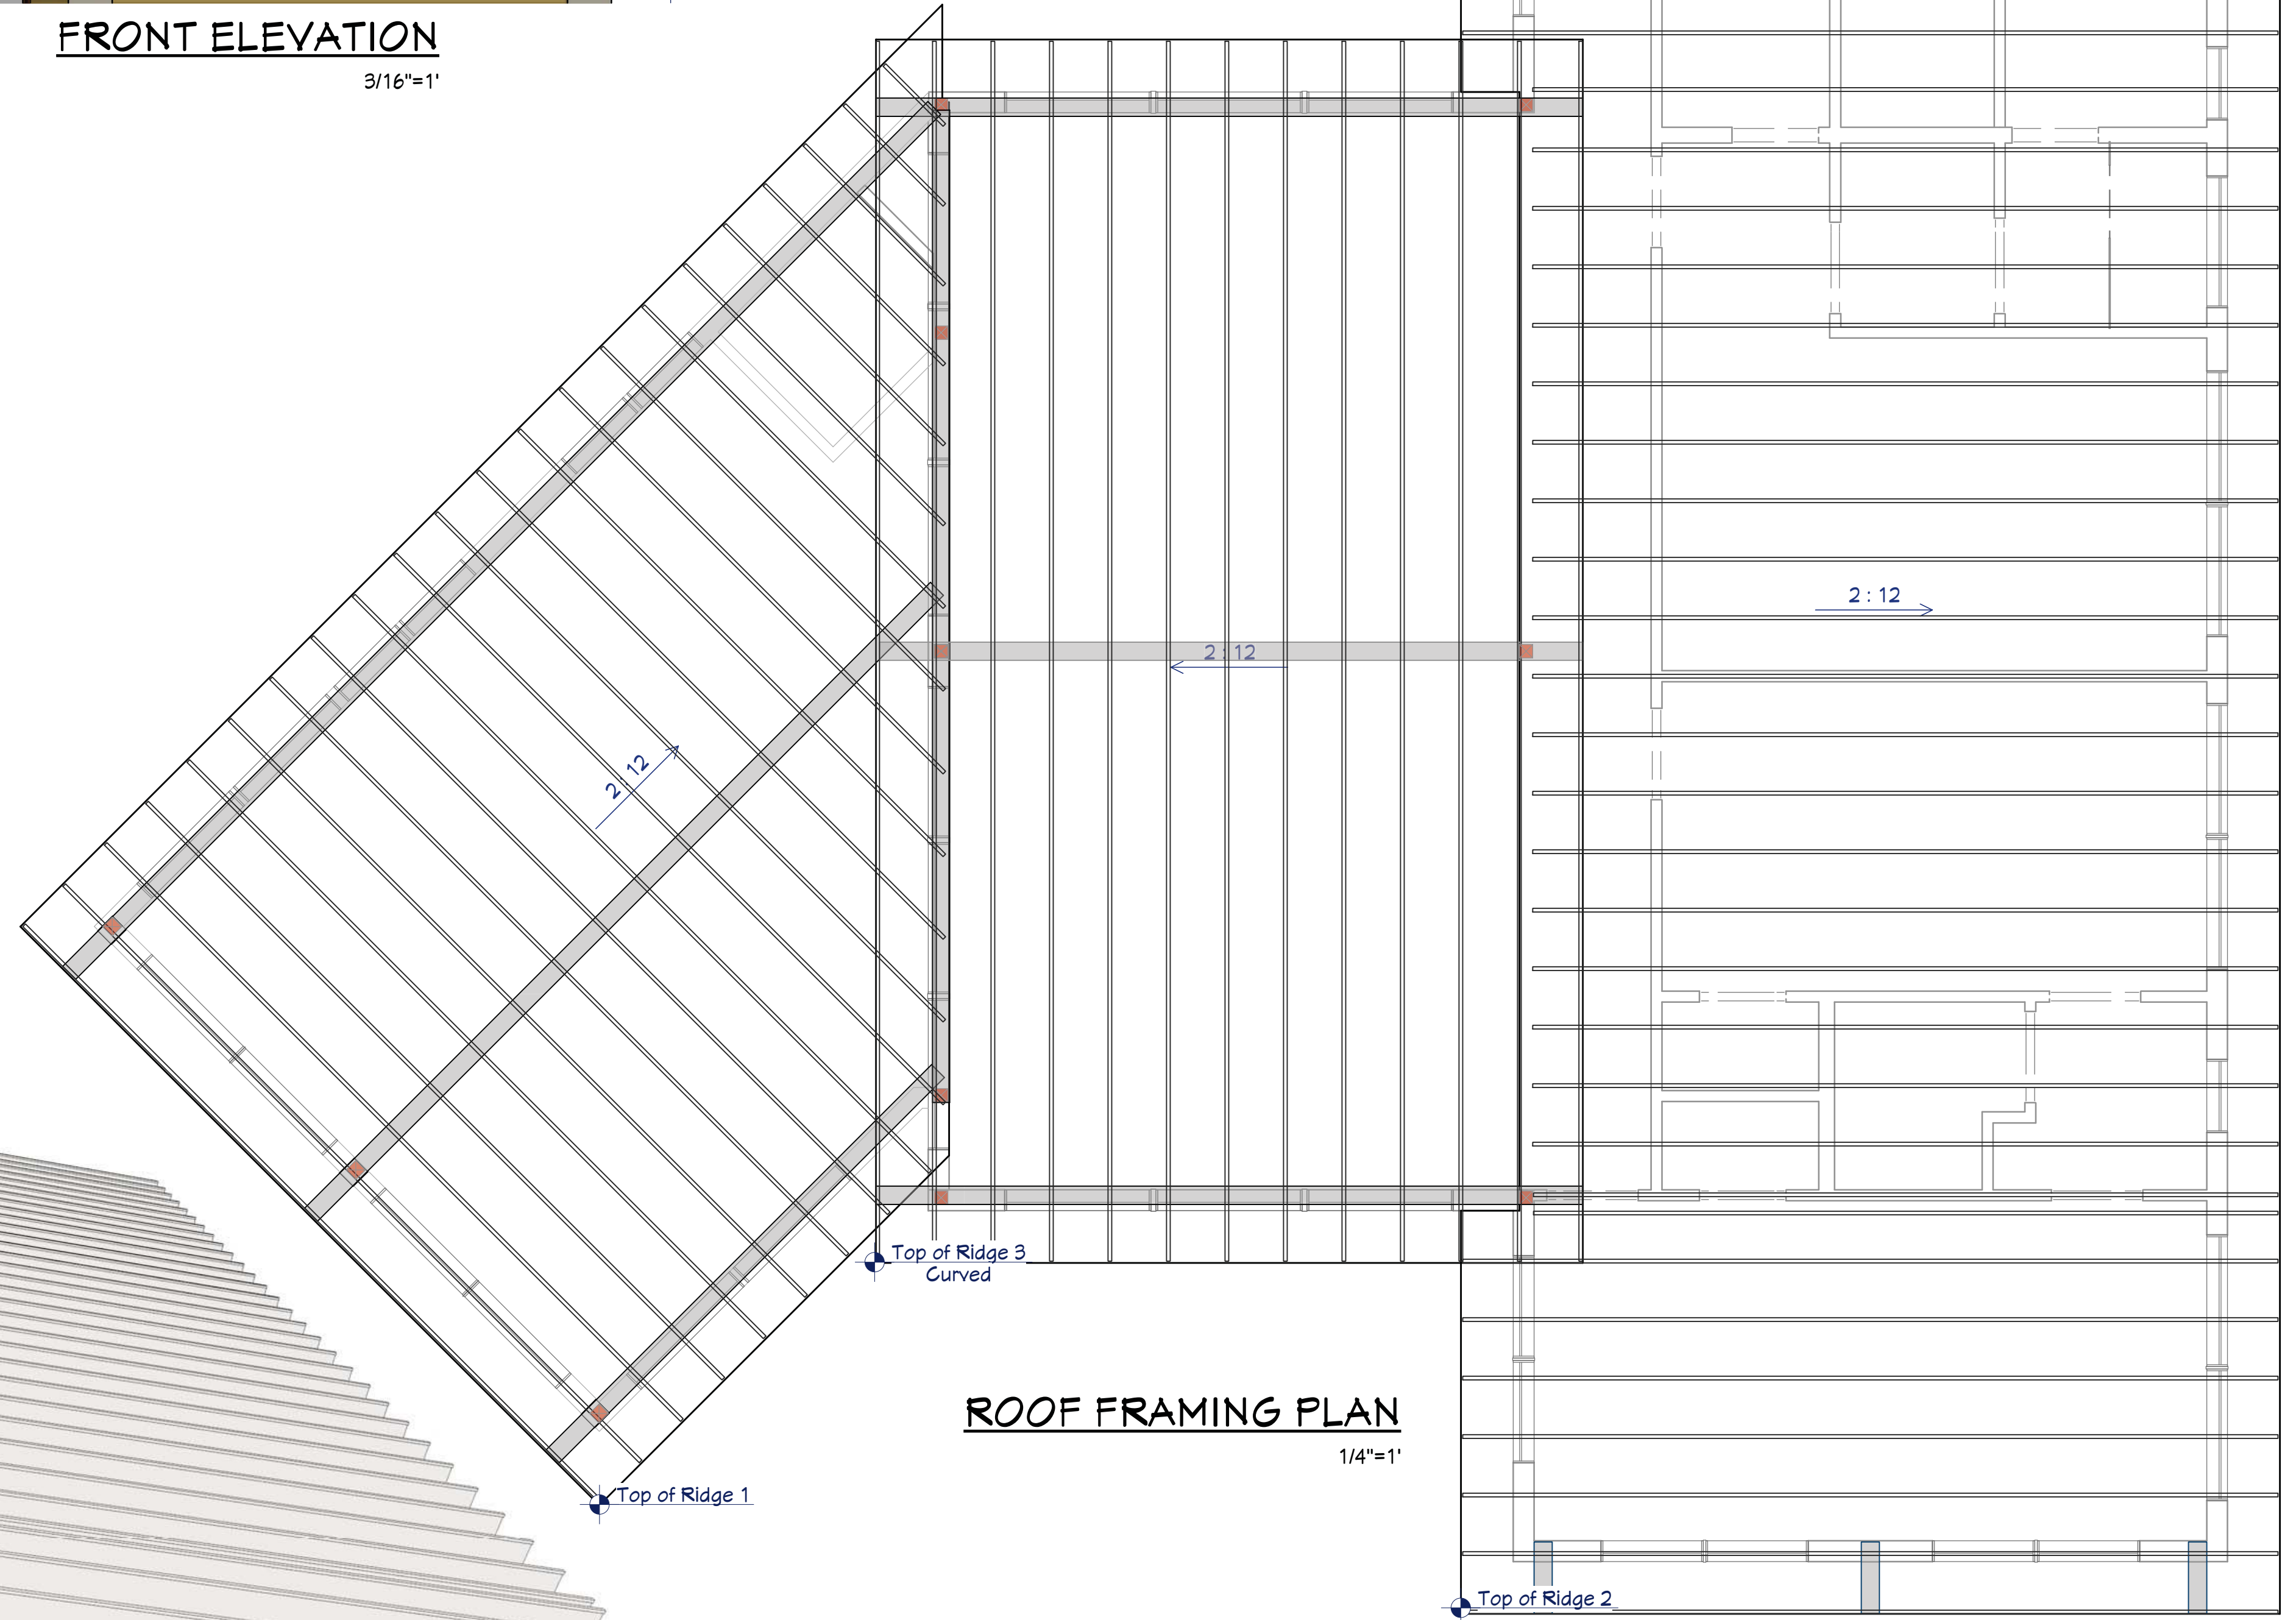 FRONT ELEVATION
3/16"=1'
2 : 12
2 : 12
2 : 12
Top of Ridge 3
Curved
ROOF FRAMING PLAN
1/4"=1'
Top of Ridge 1
Top of Ridge 2